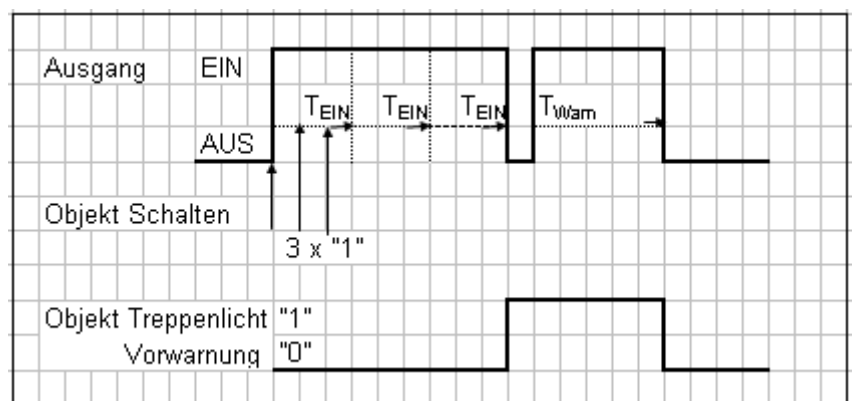 Ausgang EIN
T_EIN T_EIN T_EIN T_Warn
AUS
Objekt Schalten
3 x "1"
Objekt Treppenlicht "1"
Vorwarnung "0"